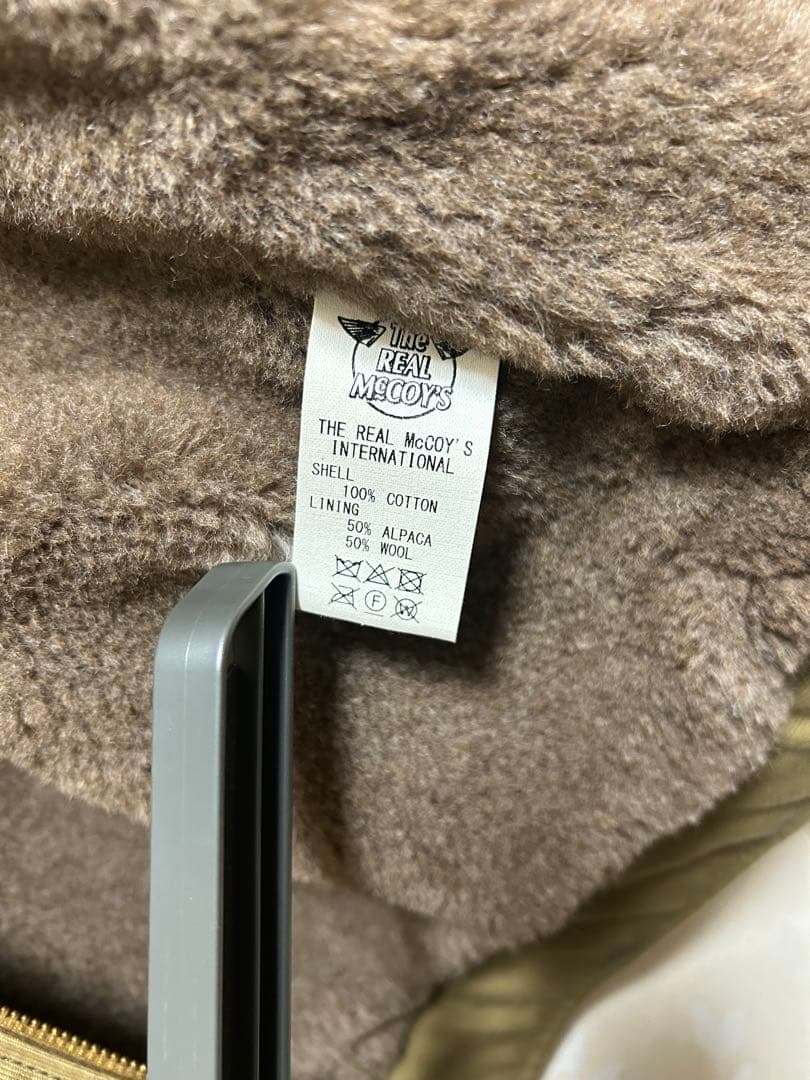 The
REAL
McCOY'S
THE REAL McCOY'S
INTERNATIONAL
SHELL
100% COTTON
LINING
50% ALPACA
50% WOOL
F W